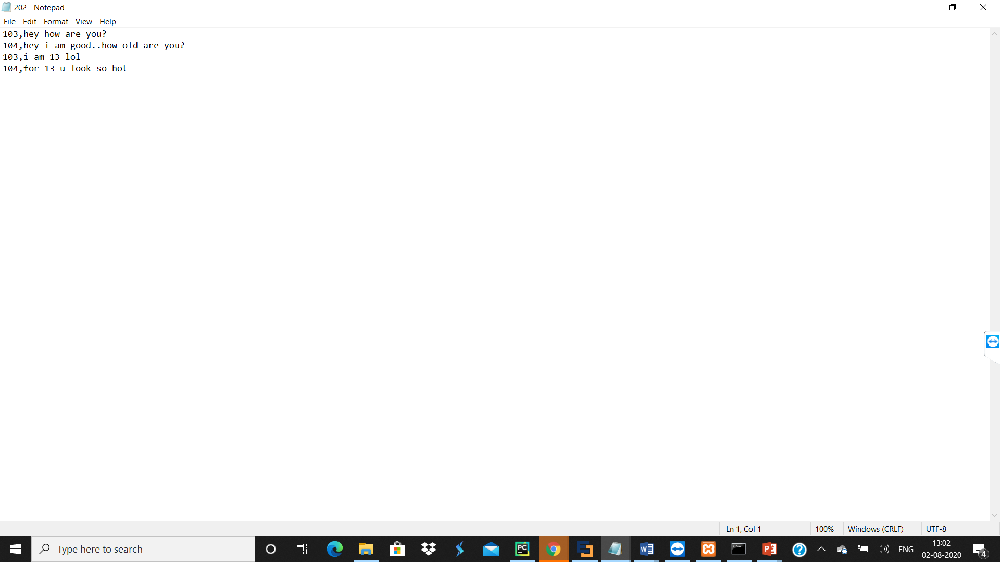 202 - Notepad
File Edit Format View Help
103,hey how are you?
104,hey i am good..how old are you?
103,i am 13 lol
104,for 13 u look so hot
Ln 1, Col 1 100% Windows (CRLF) UTF-8
Type here to search
PC
W
P
?
ENG
13:02
02-08-2020
4